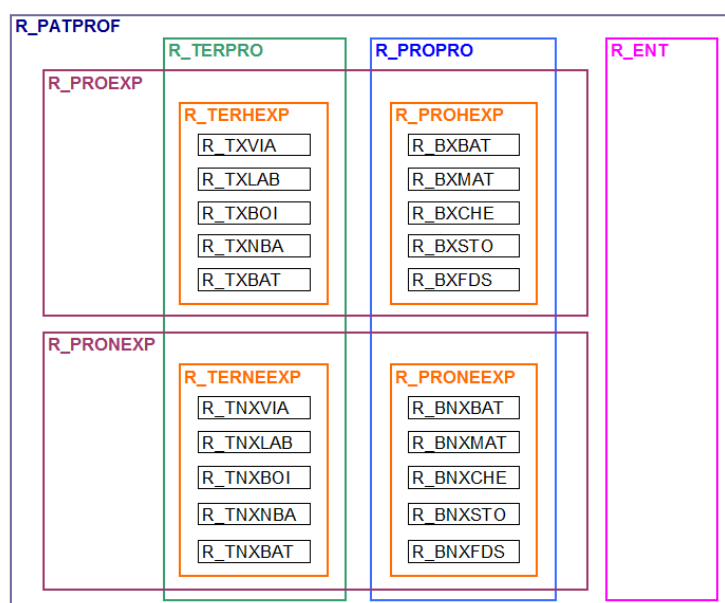 R_PATPROF
R_TERPRO
R_PROPRO
R_ENT
R_PROEXP
R_TERHEXP
R_PROHEXP
R_TXVIA
R_BXBAT
R_TXLAB
R_BXMAT
R_TXBOI
R_BXCHE
R_TXNBA
R_BXSTO
R_TXBAT
R_BXFDS
R_PRONEXP
R_TERNEEXP
R_PRONEEXP
R_TNXVIA
R_BNXBAT
R_TNXLAB
R_BNXMAT
R_TNXBOI
R_BNXCHE
R_TNXNBA
R_BNXSTO
R_TNXBAT
R_BNXFDS